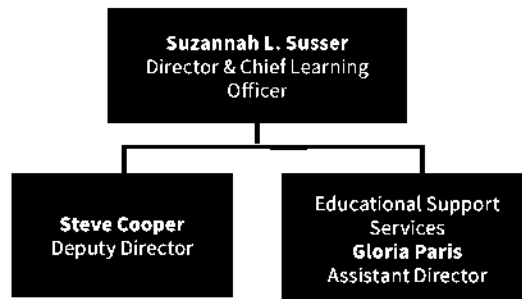 Suzannah L. Susser
Director & Chief Learning
Officer
Steve Cooper
Deputy Director
Educational Support
Services
Gloria Paris
Assistant Director